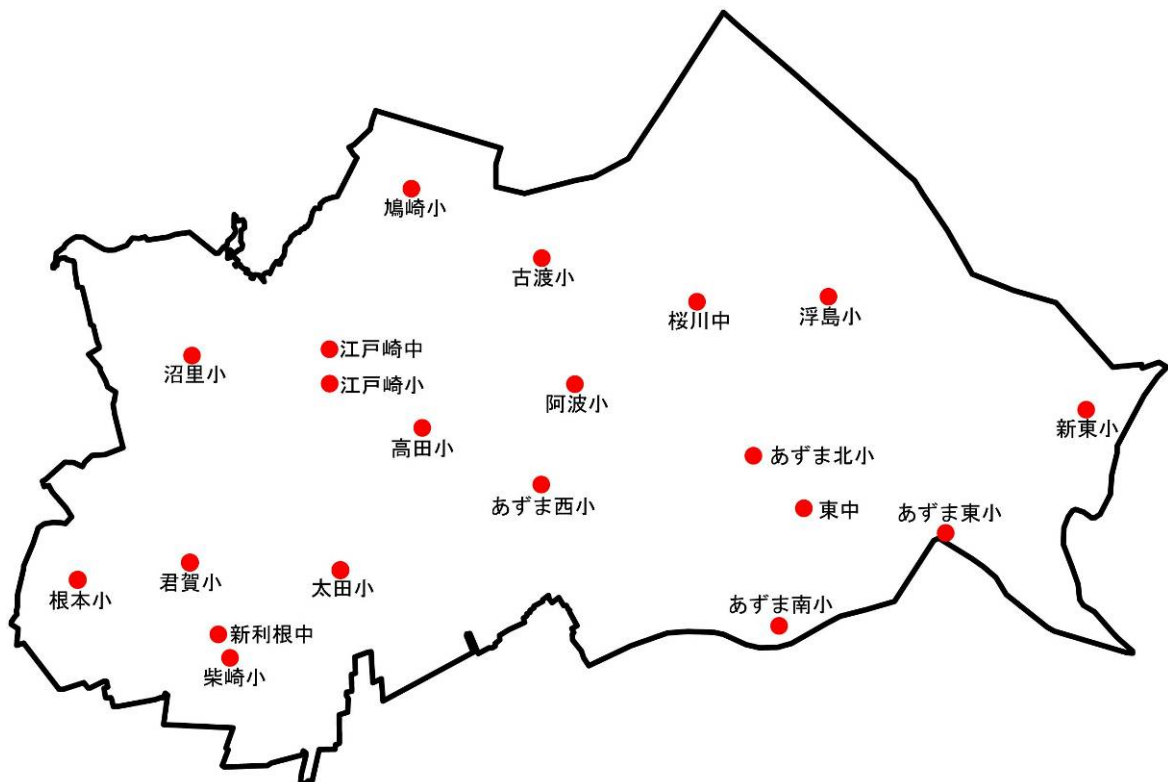 鳩崎小
古渡小
桜川中
浮島小
江戸崎中
沼里小
江戸崎小
阿波小
新東小
高田小
あずま北小
あずま西小
東中
あずま東小
君賀小
太田小
根本小
あずま南小
新利根中
柴崎小